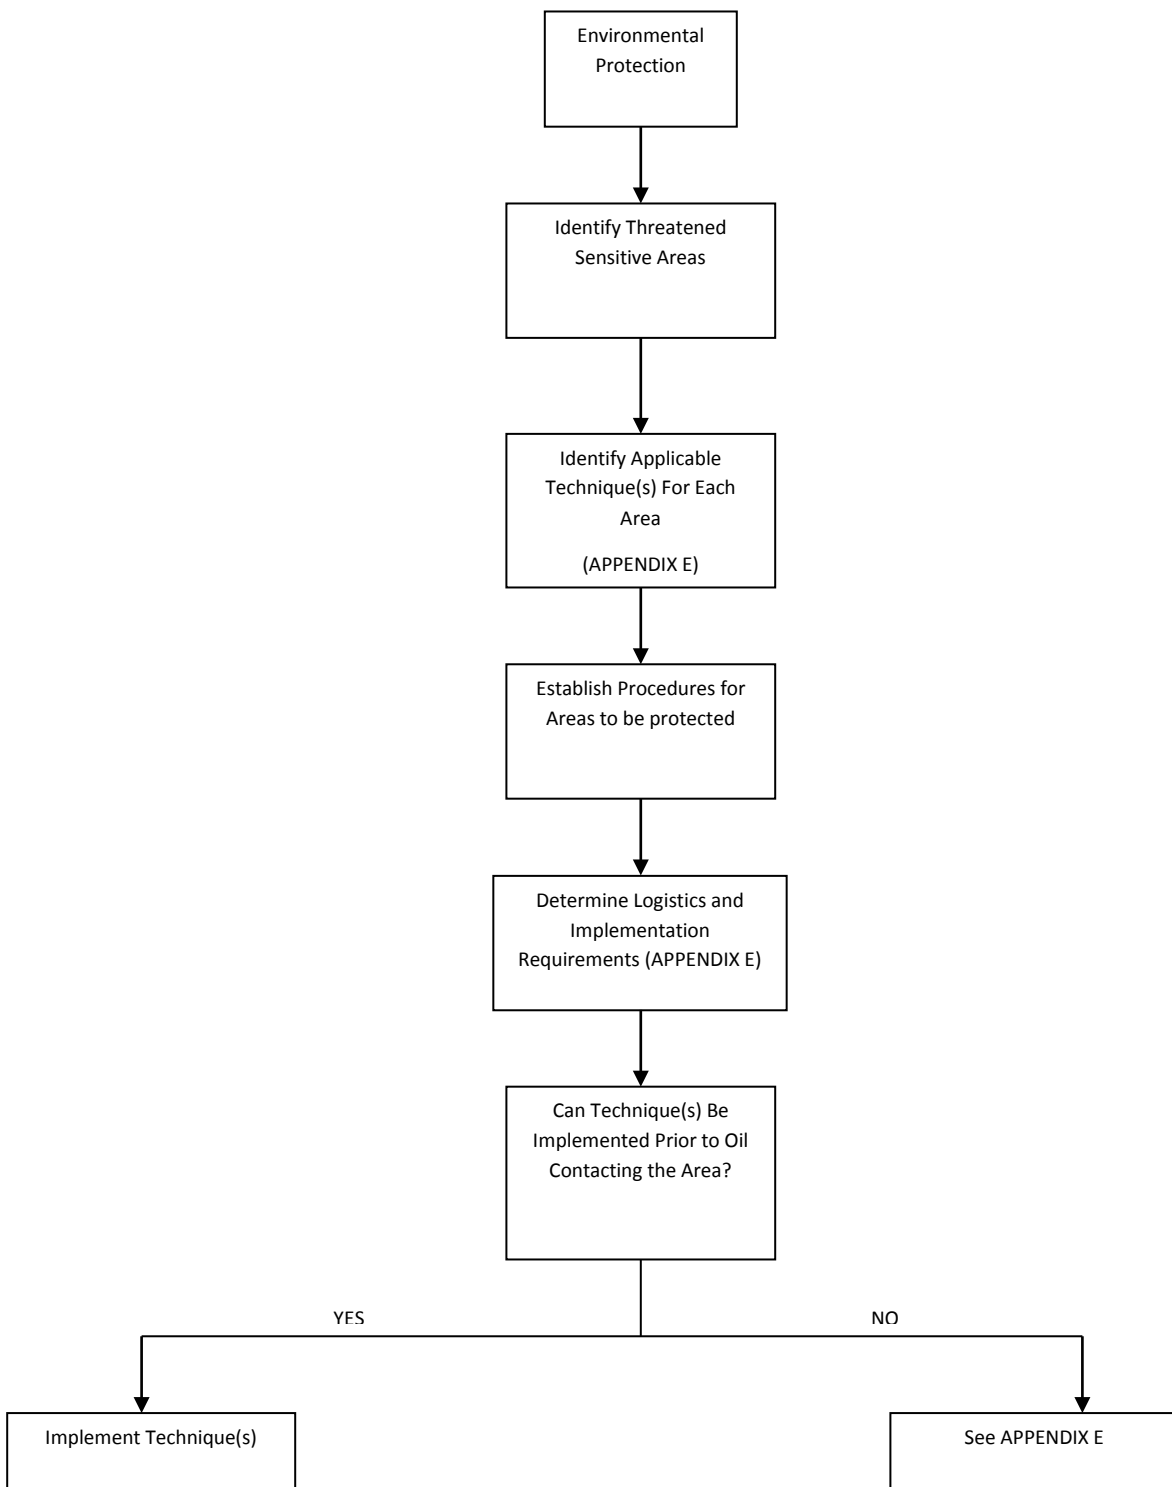 Environmental
Protection
Identify Threatened
Sensitive Areas
Identify Applicable
Technique(s) For Each
Area
(APPENDIX E)
Establish Procedures for
Areas to be protected
Determine Logistics and
Implementation
Requirements (APPENDIX E)
Can Technique(s) Be
Implemented Prior to Oil
Contacting the Area?
YES
NO
Implement Technique(s)
See APPENDIX E